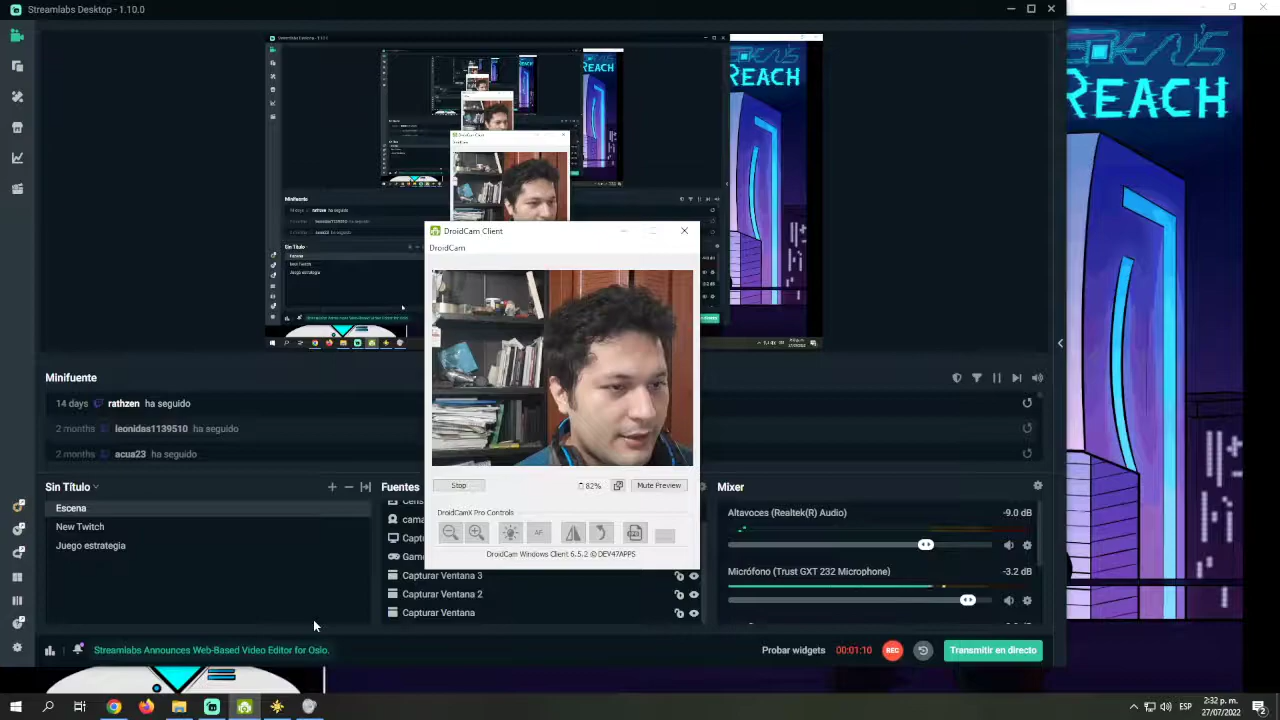 Streamlabs Desktop - 1.10.0
REACH
DroidCam Client
DroidCam
Minifuente
14 days rathzen ha seguido
2 months leonidas1139510 ha seguido
2 months acua23 ha seguido
Stop
82%
Mute Preview
Sin Título
Fuentes
Mixer
DroidCamX Pro Controls
AF
DroidCam Windows Client 6.5.2 © DEV47APPS
Escena
New Twitch
Juego estrategia
Capturar Ventana 3
Capturar Ventana 2
Capturar Ventana
Altavoces (Realtek(R) Audio)
-9.0 dB
Micrófono (Trust GXT 232 Microphone)
-3.2 dB
Streamlabs Announces Web-Based Video Editor for Oslo.
Probar widgets
00:01:10
REC
Transmitir en directo
ESP
2:32 p. m.
27/07/2022
2